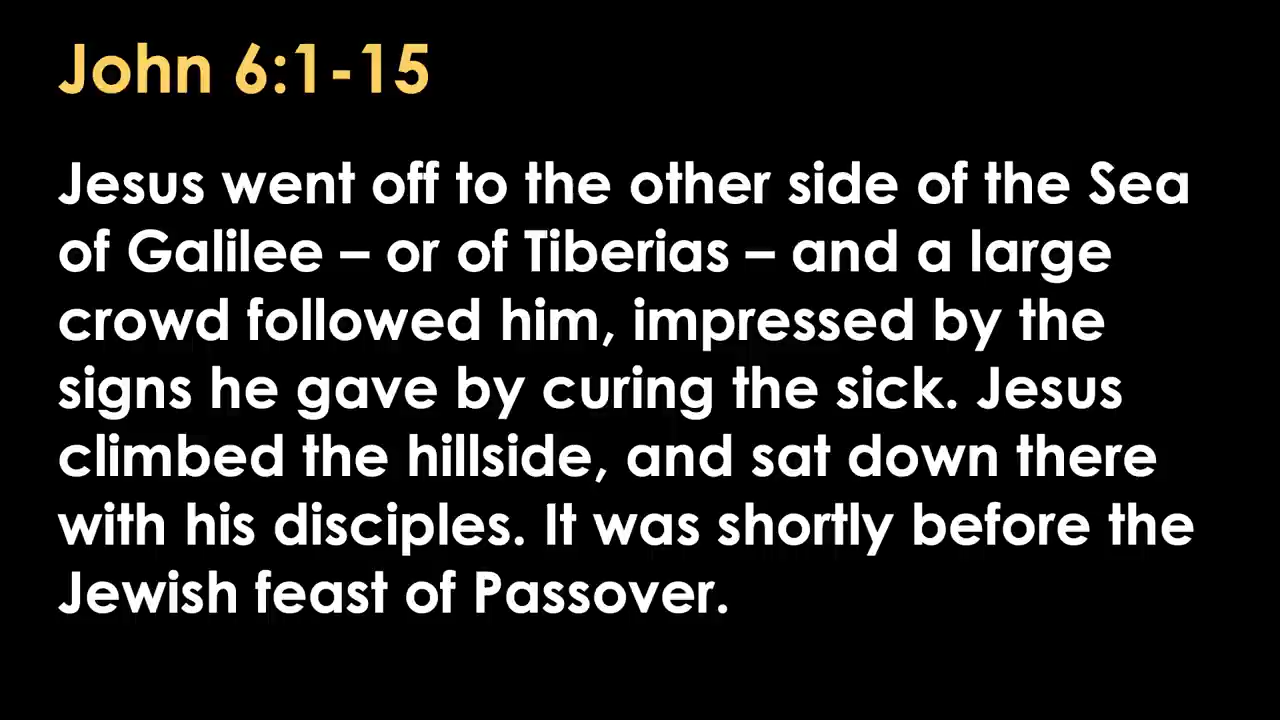 John 6:1-15
Jesus went off to the other side of the Sea
of Galilee – or of Tiberias – and a large
crowd followed him, impressed by the
signs he gave by curing the sick. Jesus
climbed the hillside, and sat down there
with his disciples. It was shortly before the
Jewish feast of Passover.